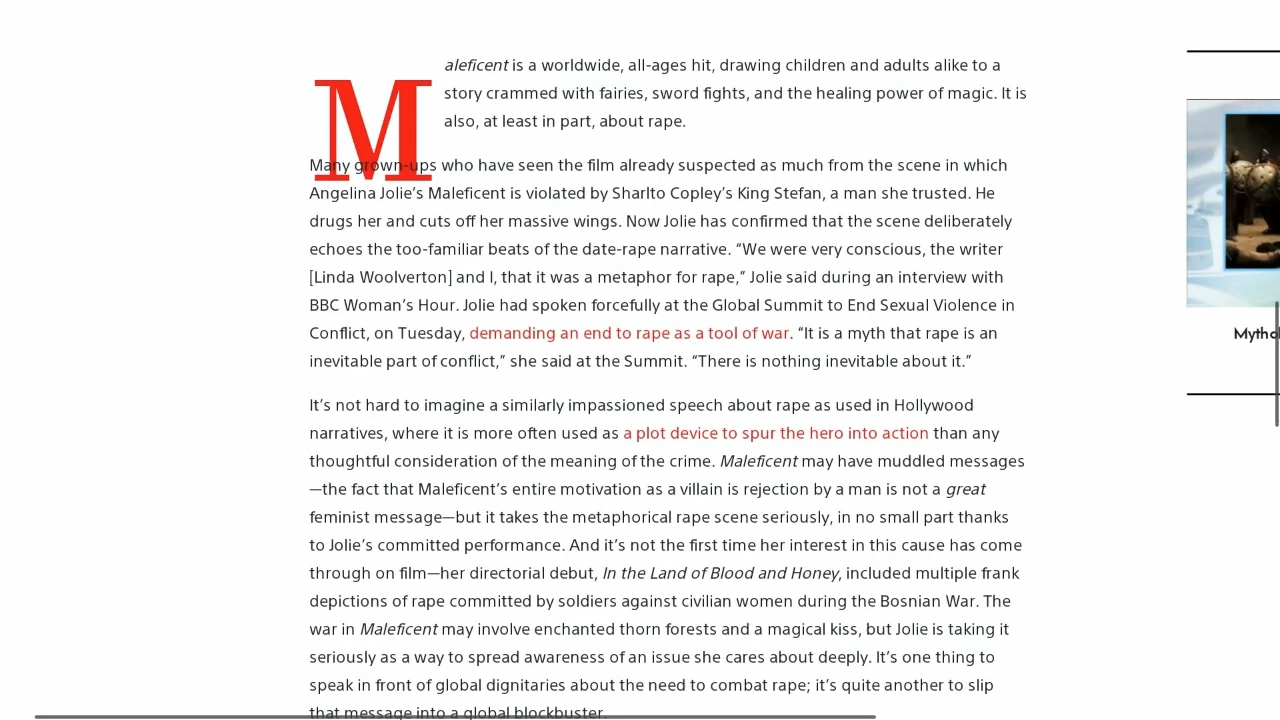 Maleficent is a worldwide, all-ages hit, drawing children and adults alike to a
story crammed with fairies, sword fights, and the healing power of magic. It is
also, at least in part, about rape.
Many grown-ups who have seen the film already suspected as much from the scene in which
Angelina Jolie’s Maleficent is violated by Sharlto Copley’s King Stefan, a man she trusted. He
drugs her and cuts off her massive wings. Now Jolie has confirmed that the scene deliberately
echoes the too-familiar beats of the date-rape narrative. “We were very conscious, the writer
[Linda Woolverton] and I, that it was a metaphor for rape,” Jolie said during an interview with
BBC Woman’s Hour. Jolie had spoken forcefully at the Global Summit to End Sexual Violence in
Conflict, on Tuesday, demanding an end to rape as a tool of war. “It is a myth that rape is an
inevitable part of conflict,” she said at the Summit. “There is nothing inevitable about it.”
It’s not hard to imagine a similarly impassioned speech about rape as used in Hollywood
narratives, where it is more often used as a plot device to spur the hero into action than any
thoughtful consideration of the meaning of the crime. Maleficent may have muddled messages
—the fact that Maleficent’s entire motivation as a villain is rejection by a man is not a great
feminist message—but it takes the metaphorical rape scene seriously, in no small part thanks
to Jolie’s committed performance. And it’s not the first time her interest in this cause has come
through on film—her directorial debut, In the Land of Blood and Honey, included multiple frank
depictions of rape committed by soldiers against civilian women during the Bosnian War. The
war in Maleficent may involve enchanted thorn forests and a magical kiss, but Jolie is taking it
seriously as a way to spread awareness of an issue she cares about deeply. It’s one thing to
speak in front of global dignitaries about the need to combat rape; it’s quite another to slip
that message into a global blockbuster.